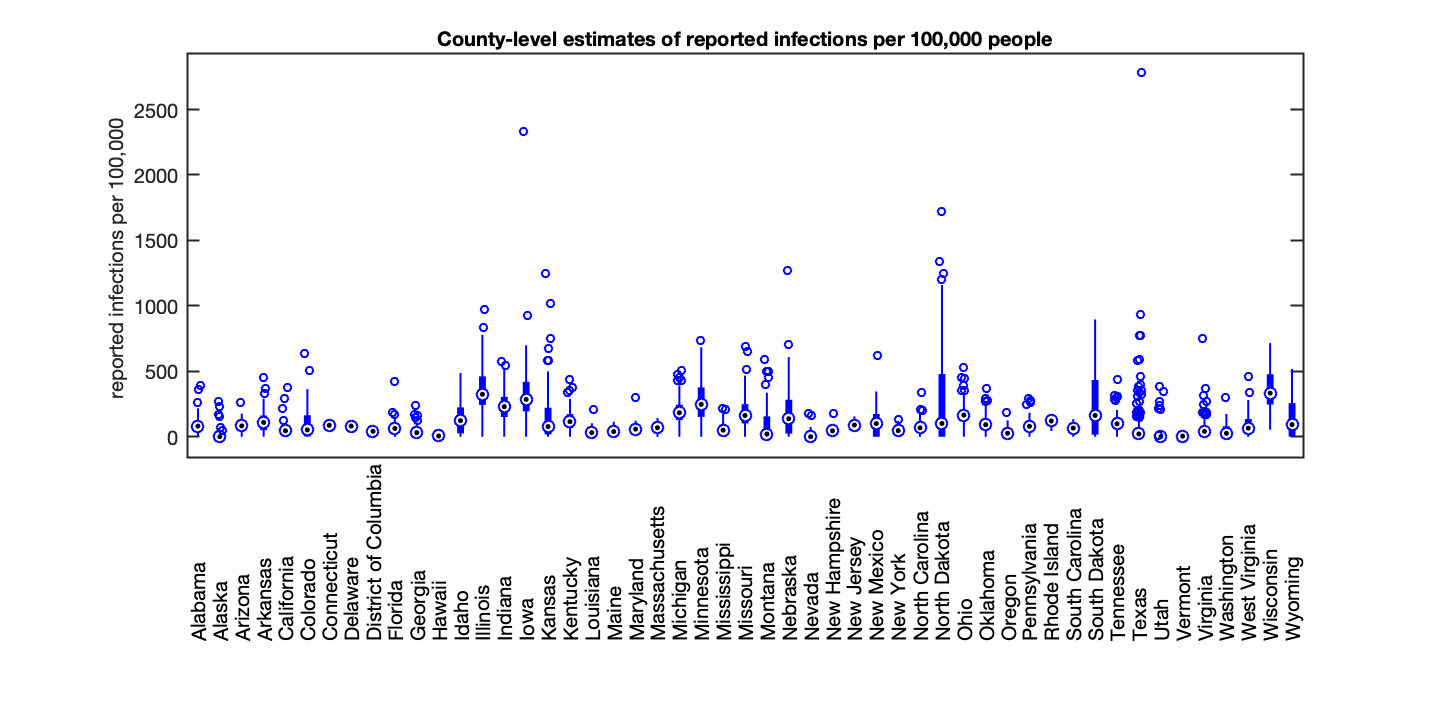 County-level estimates of reported infections per 100,000 people
reported infections per 100,000
2500
2000
1500
1000
500
0
Alabama
Alaska
Arizona
Arkansas
California
Colorado
Connecticut
Delaware
District of Columbia
Florida
Georgia
Hawaii
Idaho
Illinois
Indiana
Iowa
Kansas
Kentucky
Louisiana
Maine
Maryland
Massachusetts
Michigan
Minnesota
Mississippi
Missouri
Montana
Nebraska
Nevada
New Hampshire
New Jersey
New Mexico
New York
North Carolina
North Dakota
Ohio
Oklahoma
Oregon
Pennsylvania
Rhode Island
South Carolina
South Dakota
Tennessee
Texas
Utah
Vermont
Virginia
Washington
West Virginia
Wisconsin
Wyoming